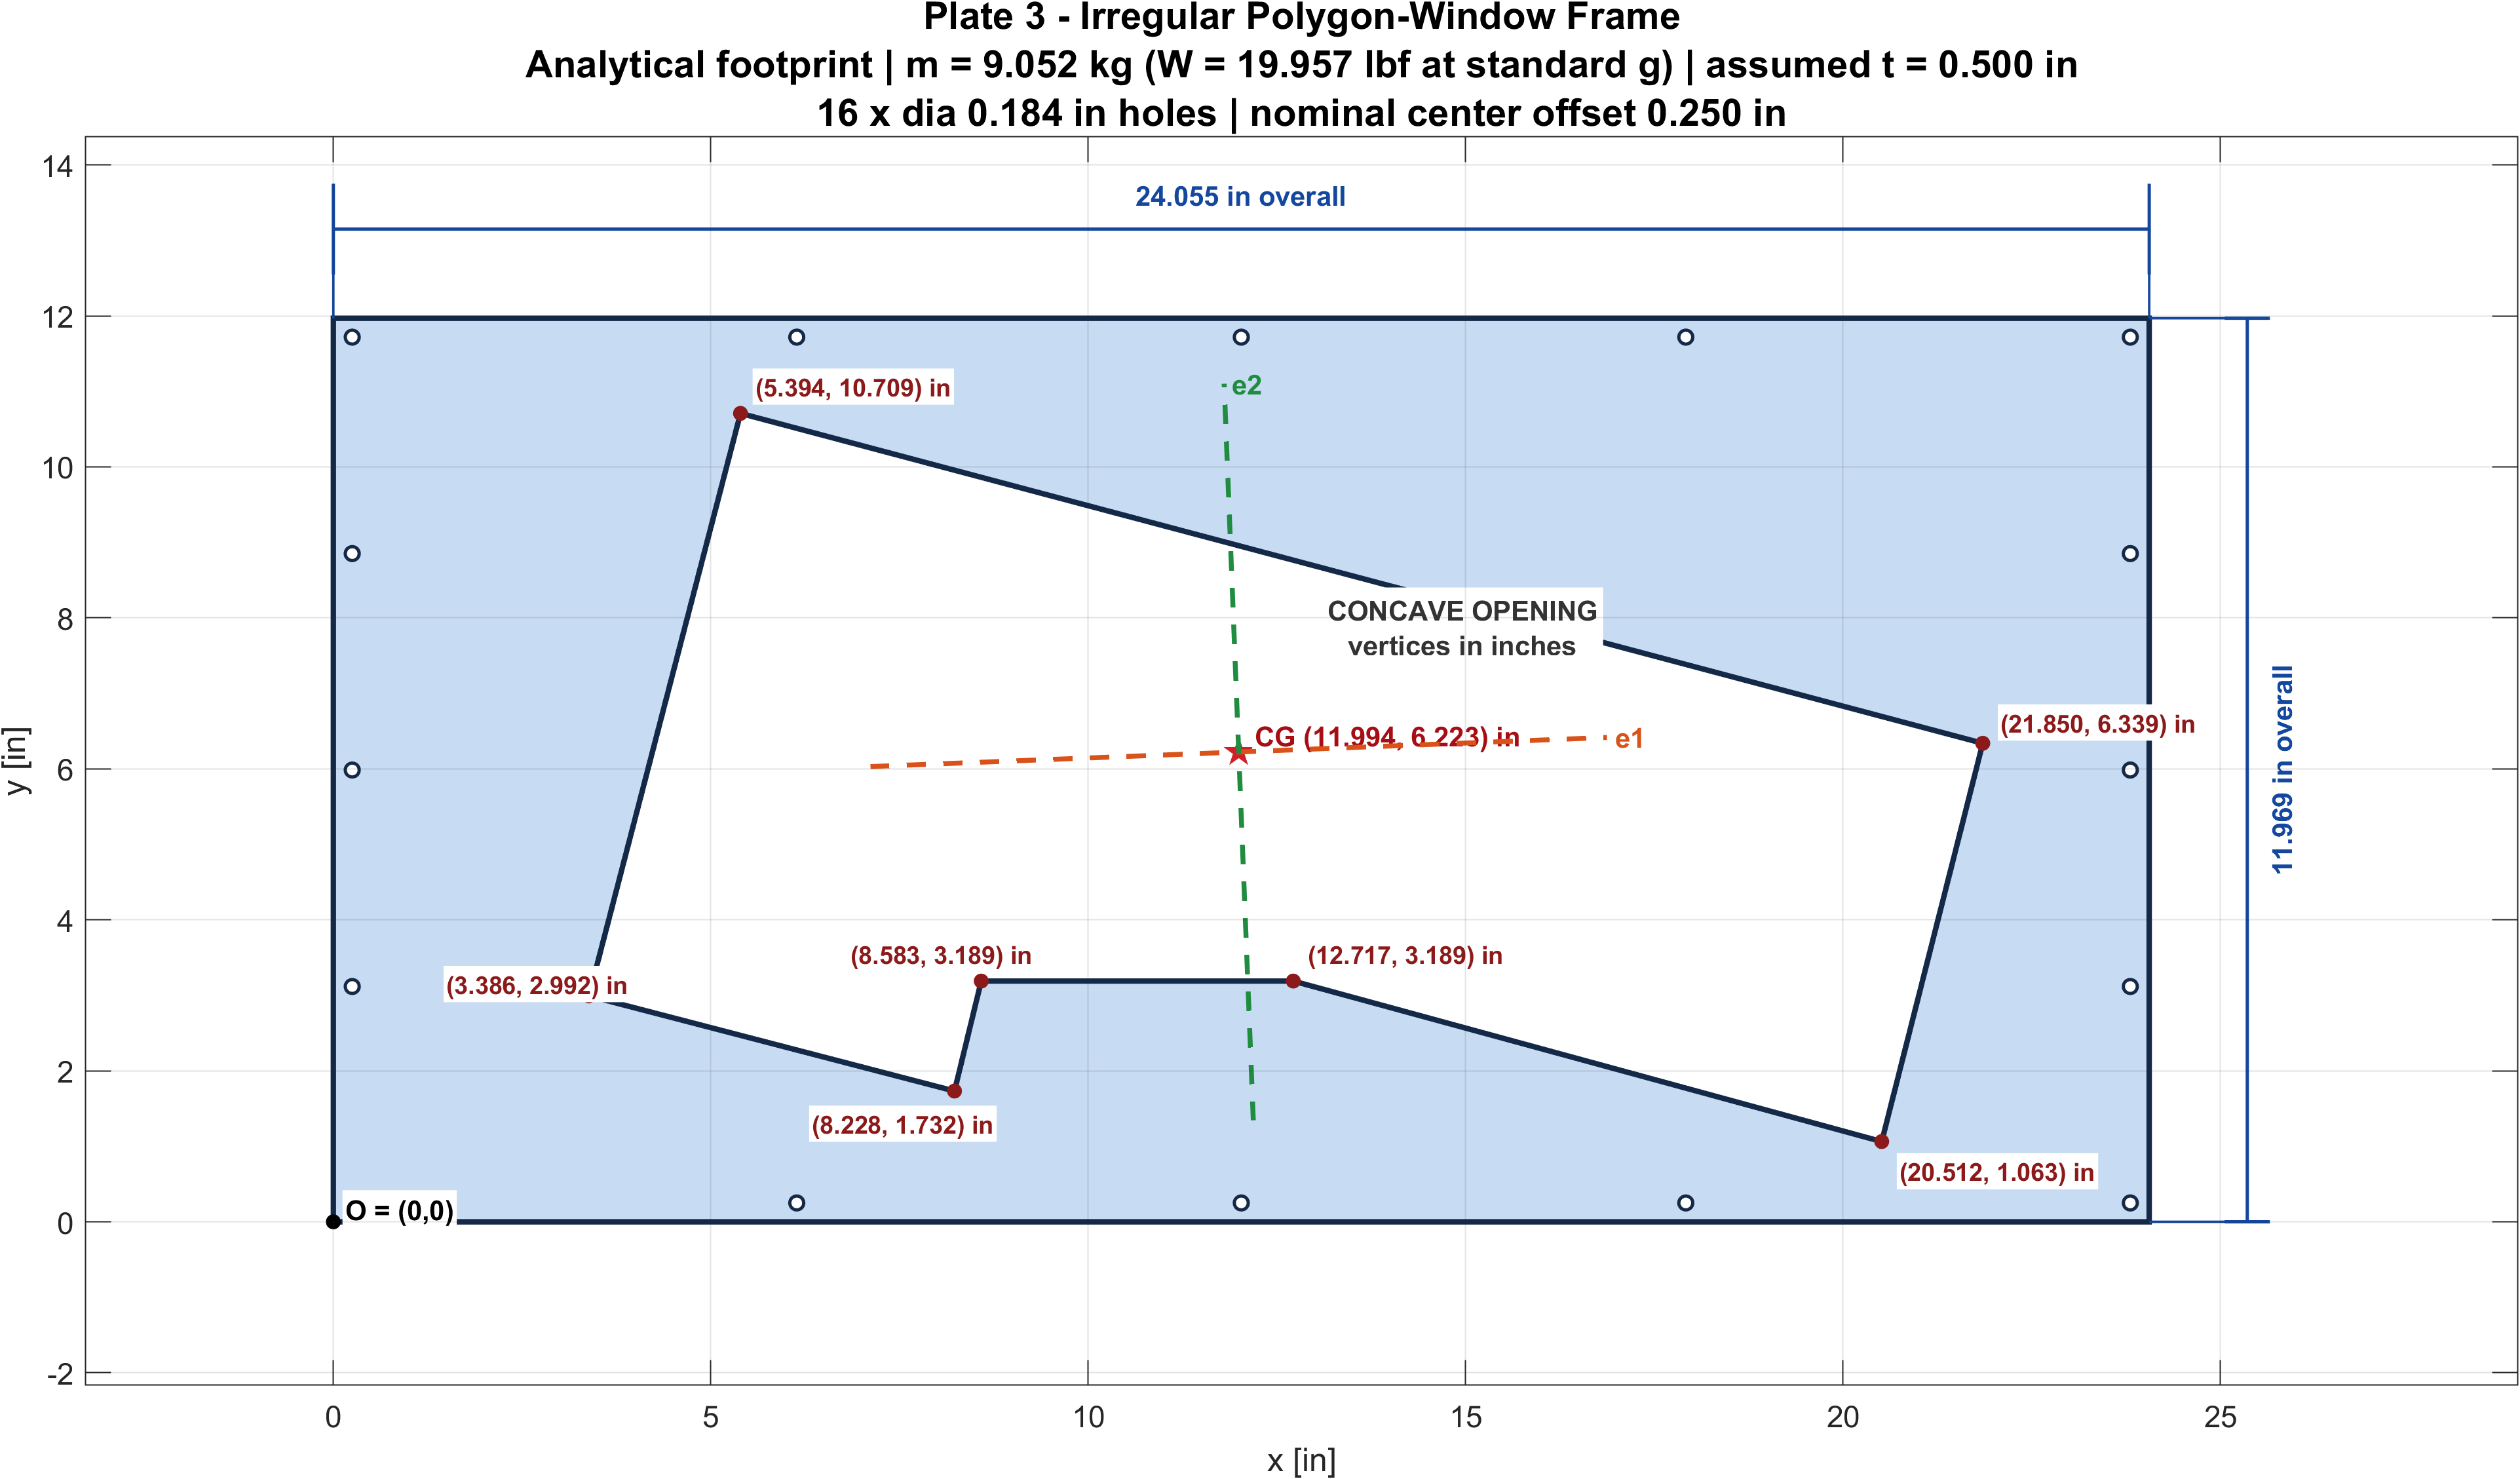 Plate 3 - Irregular Polygon-Window Frame
Analytical footprint | m = 9.052 kg (W = 19.957 lbf at standard g) | assumed t = 0.500 in
16 x dia 0.184 in holes | nominal center offset 0.250 in
14
12
10
8
6
4
2
0
-2
y [in]
24.055 in overall
(5.394, 10.709) in
e2
CONCAVE OPENING
vertices in inches
(21.850, 6.339) in
CG (11.994, 6.223) in
e1
11.969 in overall
(8.583, 3.189) in
(12.717, 3.189) in
(3.386, 2.992) in
(8.228, 1.732) in
(20.512, 1.063) in
O = (0,0)
0
5
10
15
20
25
x [in]